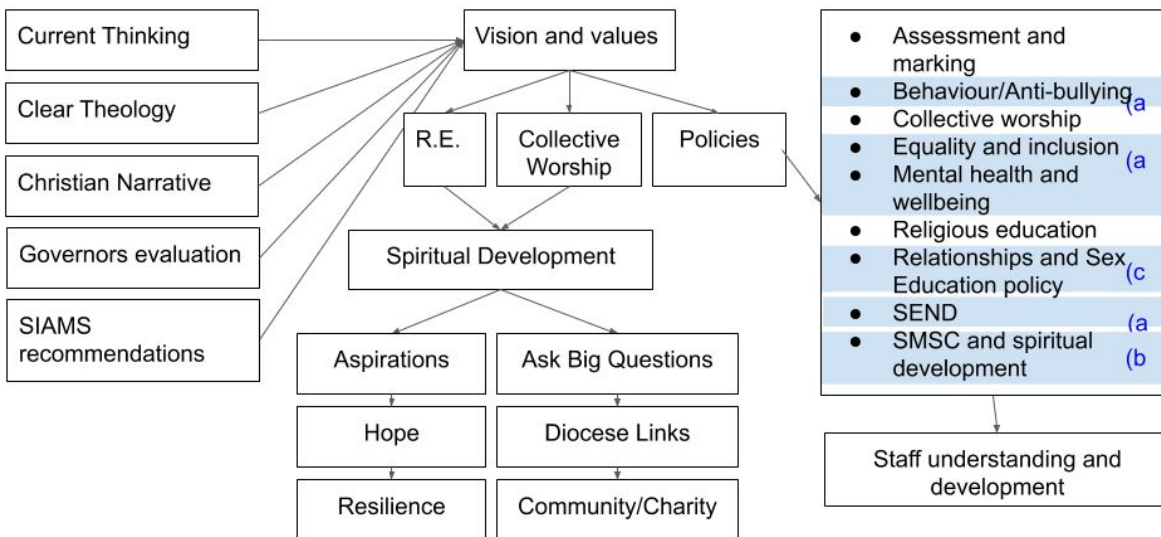 Current Thinking
Clear Theology
Christian Narrative
Governors evaluation
SIAMS
recommendations
Vision and values
R.E.
Collective
Worship
Policies
Spiritual Development
Aspirations
Ask Big Questions
Hope
Diocese Links
Resilience
Community/Charity
● Assessment and
marking
● Behaviour/Anti-bullying
(a
● Collective worship
● Equality and inclusion
(a
● Mental health and
wellbeing
● Religious education
● Relationships and Sex
Education policy
(c
● SEND
(a
● SMSC and spiritual
development
(b
Staff understanding and
development